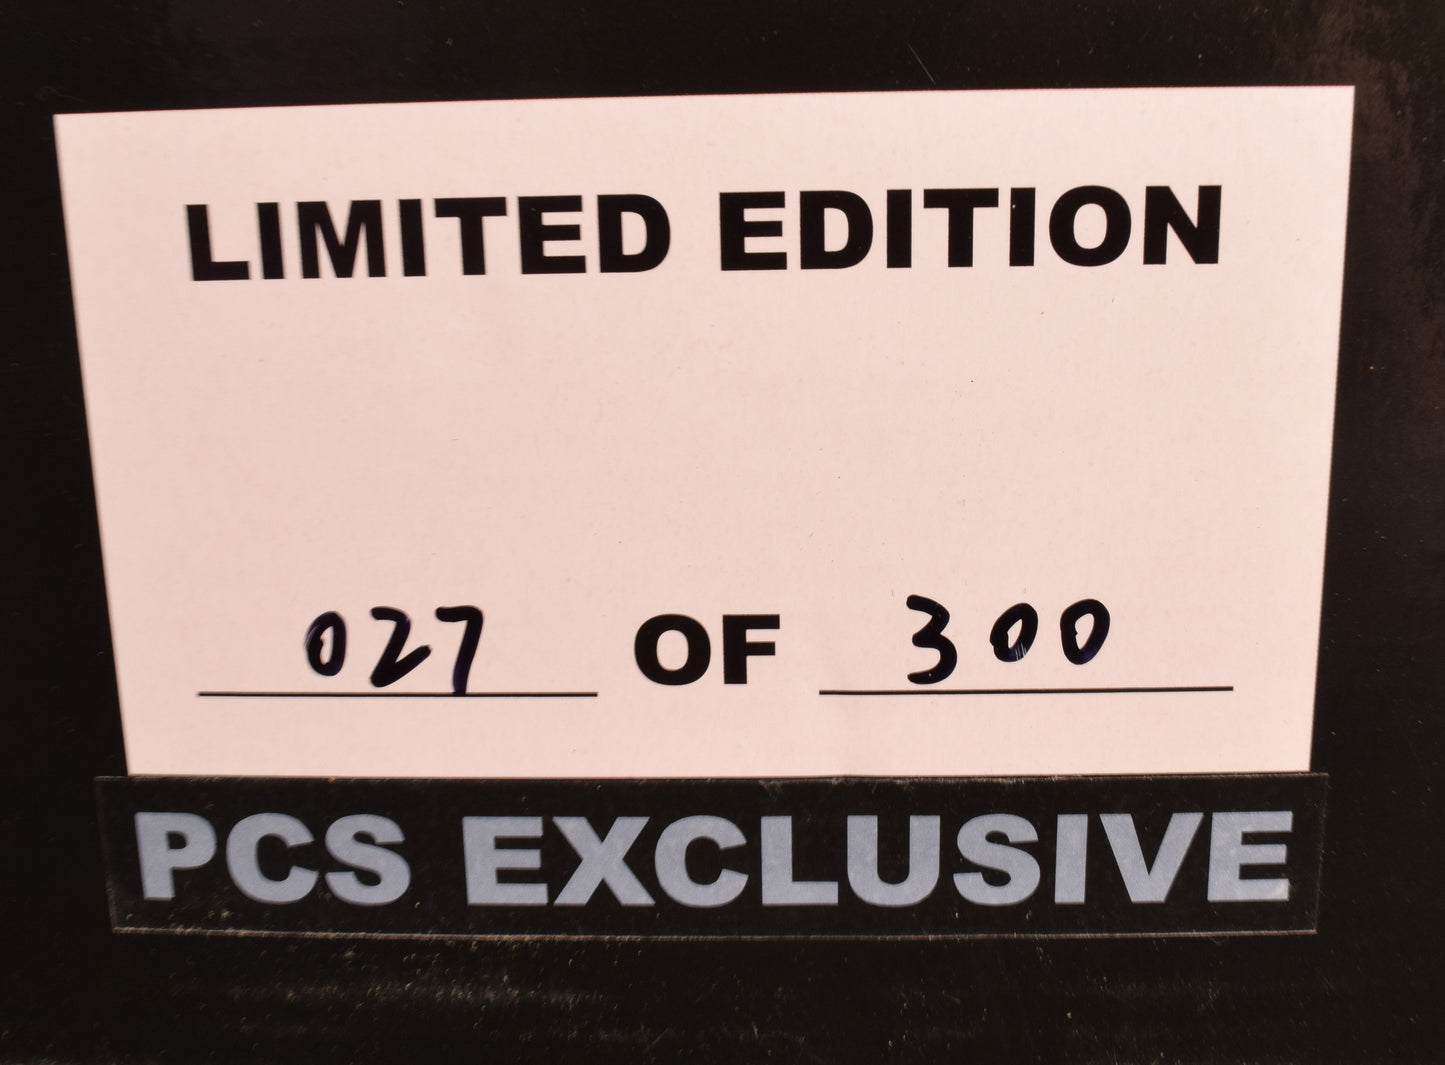 LIMITED EDITION
027 OF 300
PCS EXCLUSIVE